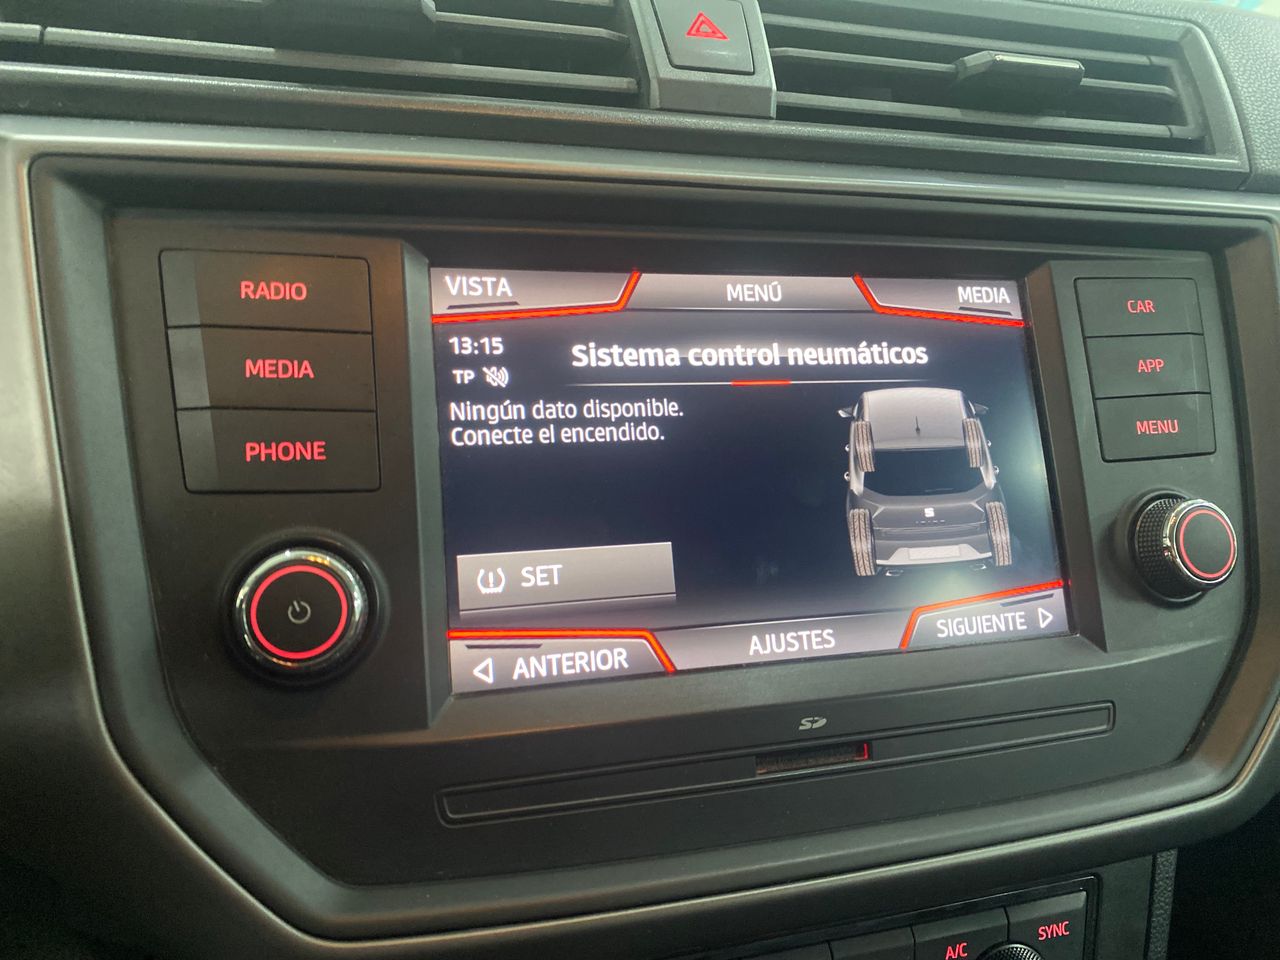 RADIO
MEDIA
PHONE
VISTA
MENÚ
MEDIA
13:15
TP
Sistema control neumáticos
Ningún dato disponible.
Conecte el encendido.
SET
ANTERIOR
AJUSTES
SIGUIENTE
CAR
APP
MENU
SD
A/C
SYNC